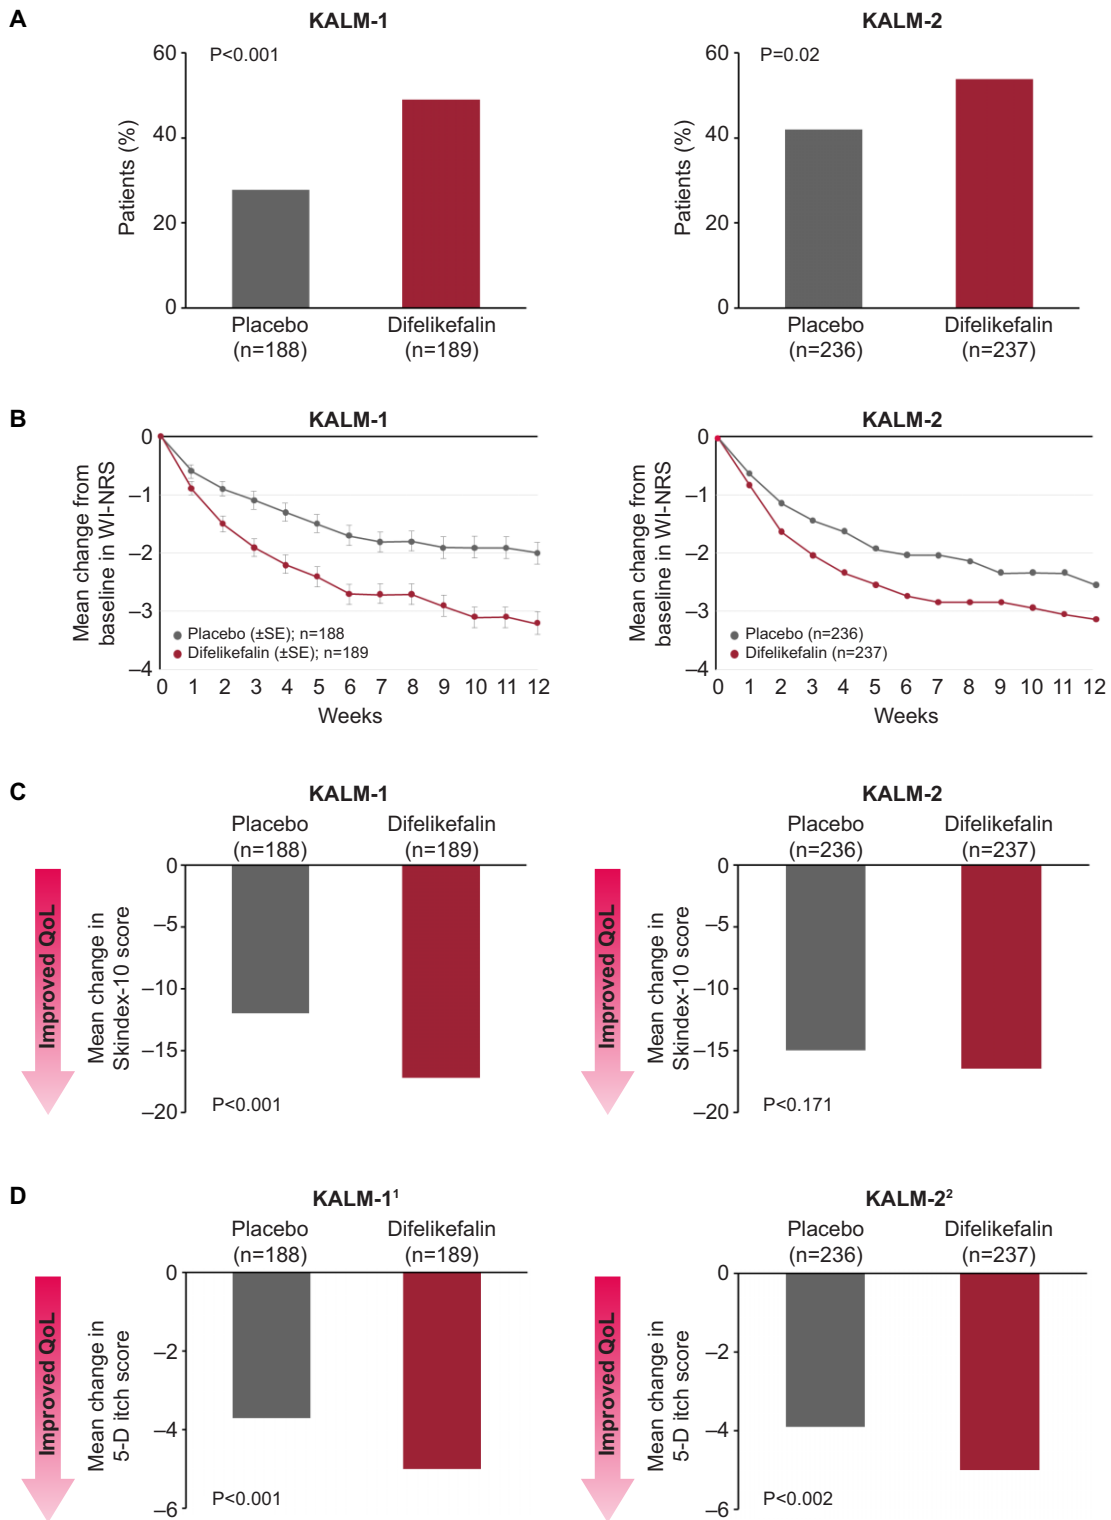 A
KALM-1
P<0.001
Patients (%)
60
40
20
0
Placebo
(n=188)
Difelikefalin
(n=189)
KALM-2
P=0.02
Patients (%)
60
40
20
0
Placebo
(n=236)
Difelikefalin
(n=237)
B
KALM-1
Mean change from
baseline in WI-NRS
0
–1
–2
–3
–4
Placebo (±SE); n=188
Difelikefalin (±SE); n=189
0 1 2 3 4 5 6 7 8 9 10 11 12
Weeks
KALM-2
Mean change from
baseline in WI-NRS
0
–1
–2
–3
–4
Placebo (n=236)
Difelikefalin (n=237)
0 1 2 3 4 5 6 7 8 9 10 11 12
Weeks
C
KALM-1
Placebo
(n=188)
Difelikefalin
(n=189)
Improved QoL
Mean change in
Skindex-10 score
0
–5
–10
–15
–20
P<0.001
KALM-2
Placebo
(n=236)
Difelikefalin
(n=237)
Improved QoL
Mean change in
Skindex-10 score
0
–5
–10
–15
–20
P<0.171
D
KALM-1¹
Placebo
(n=188)
Difelikefalin
(n=189)
Improved QoL
Mean change in
5-D itch score
0
–2
–4
–6
P<0.001
KALM-2²
Placebo
(n=236)
Difelikefalin
(n=237)
Improved QoL
Mean change in
5-D itch score
0
–2
–4
–6
P<0.002